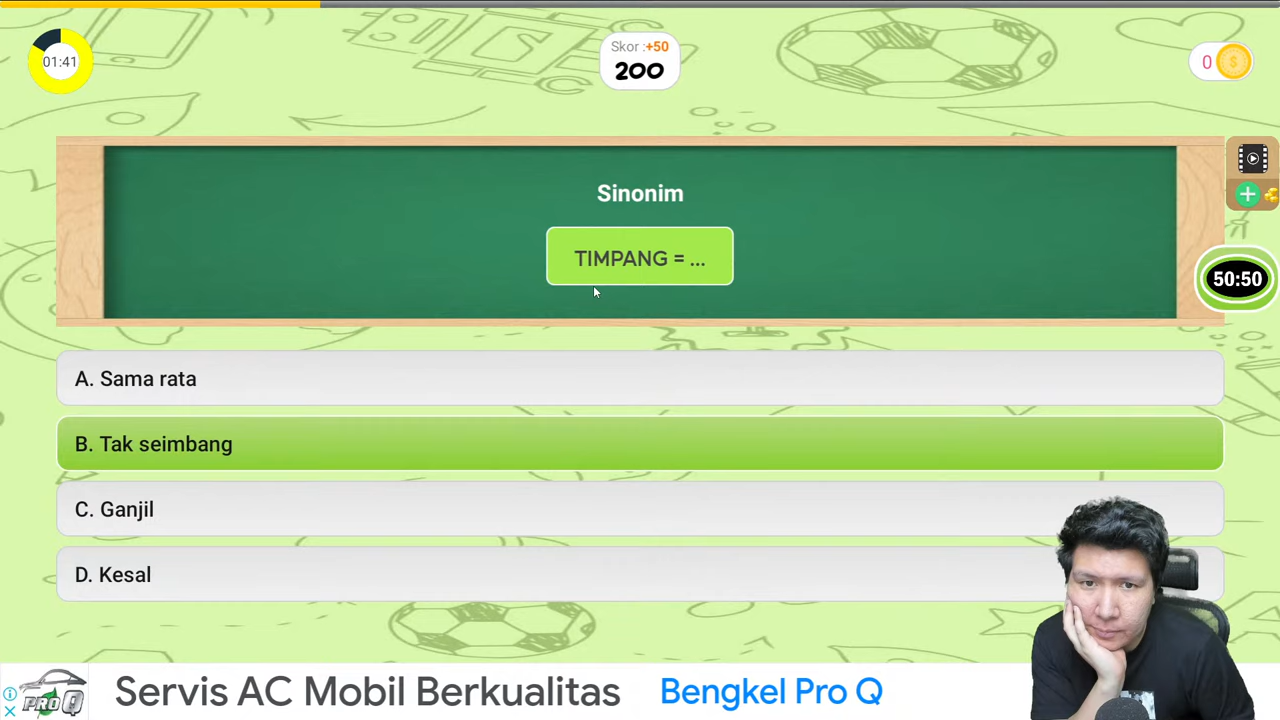 01:41
Skor :+50
200
0
$
Sinonim
TIMPANG = ...
50:50
A. Sama rata
B. Tak seimbang
C. Ganjil
D. Kesal
PRO Q
Servis AC Mobil Berkualitas
Bengkel Pro Q